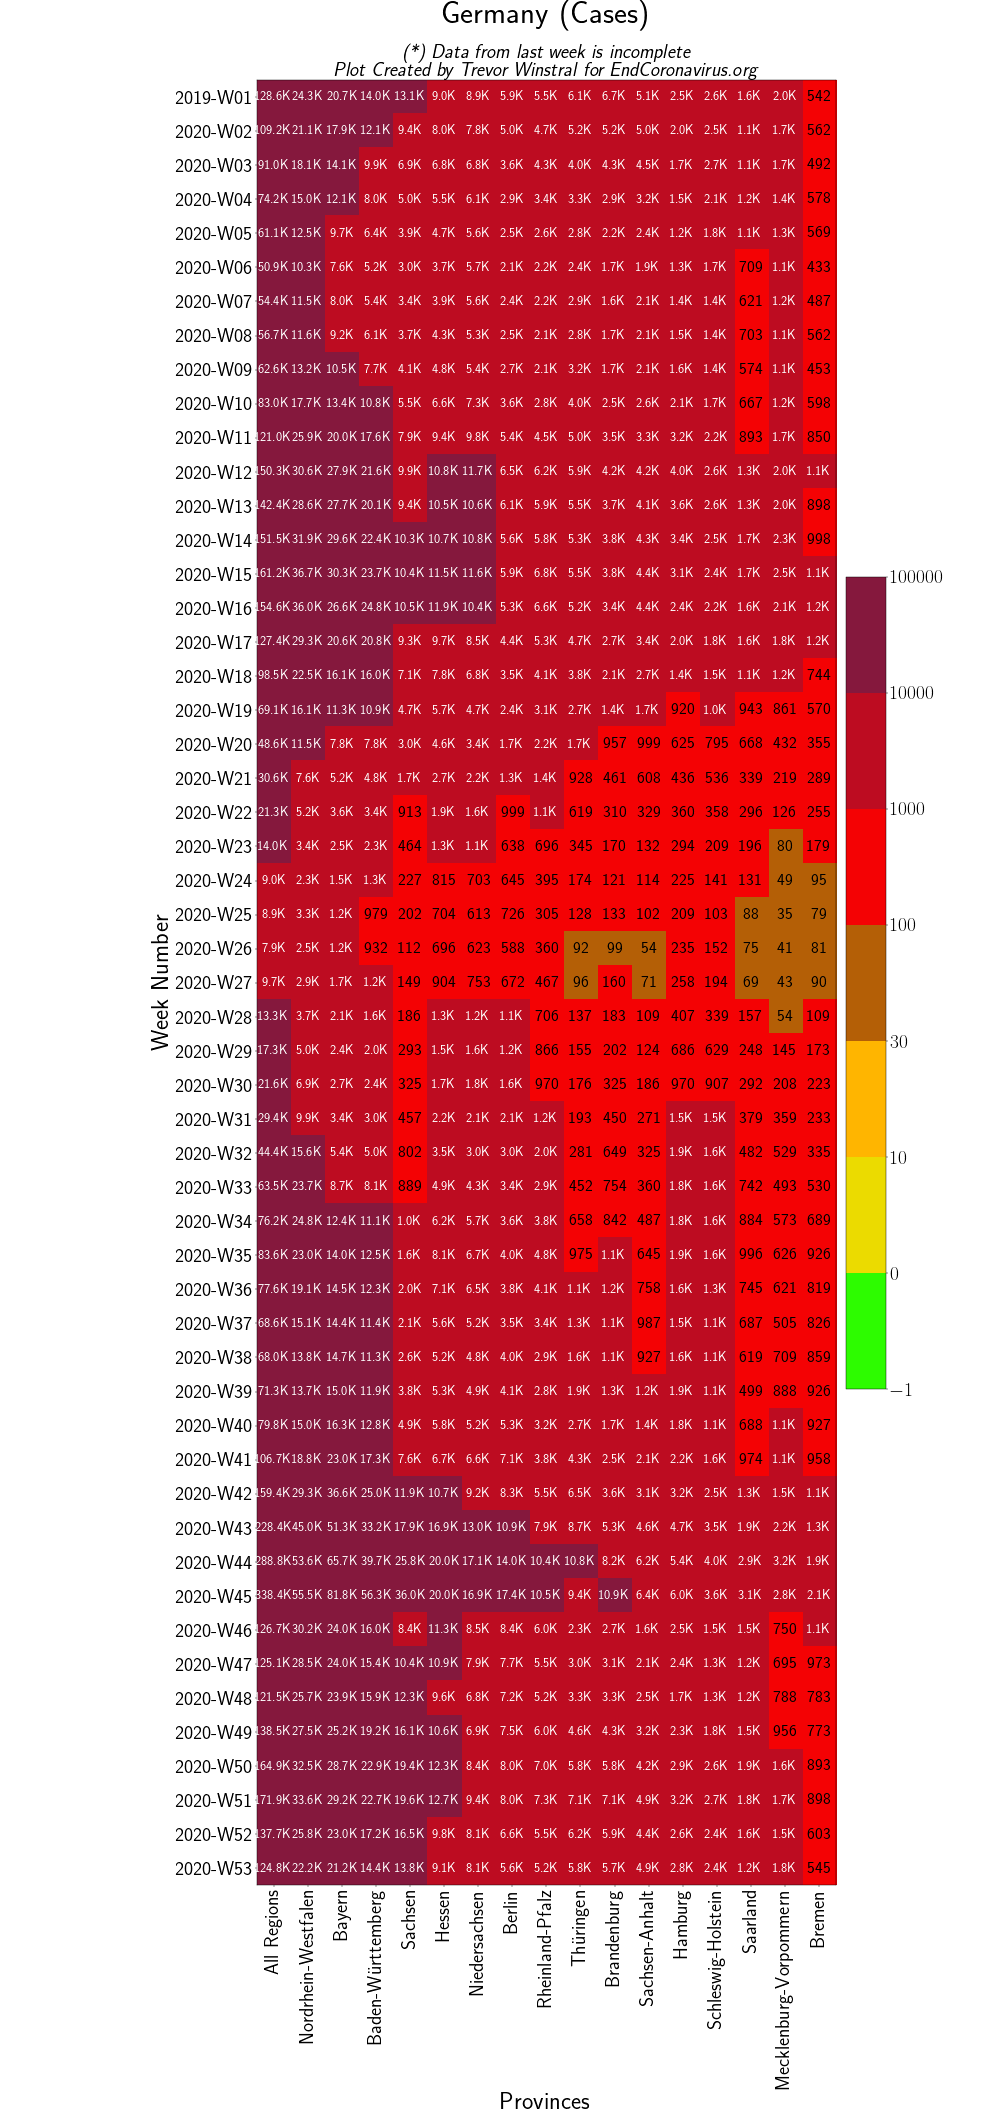 Germany (Cases)
(*) Data from last week is incomplete
Plot Created by Trevor Winstral for EndCoronavirus.org
2019-W01 128.6K 24.3K 20.7K 14.0K 13.1K 9.0K 8.9K 5.9K 5.5K 6.1K 6.7K 5.1K 2.5K 2.6K 1.6K 2.0K 542
2020-W02 109.2K 21.1K 17.9K 12.1K 9.4K 8.0K 7.8K 5.0K 4.7K 5.2K 5.2K 5.0K 2.0K 2.5K 1.1K 1.7K 562
2020-W03 91.0K 18.1K 14.1K 9.9K 6.9K 6.8K 6.8K 3.6K 4.3K 4.0K 4.3K 4.5K 1.7K 2.7K 1.1K 1.7K 492
2020-W04 74.2K 15.0K 12.1K 8.0K 5.0K 5.5K 6.1K 2.9K 3.4K 3.3K 2.9K 3.2K 1.5K 2.1K 1.2K 1.4K 578
2020-W05 61.1K 12.5K 9.7K 6.4K 3.9K 4.7K 5.6K 2.5K 2.6K 2.8K 2.2K 2.4K 1.2K 1.8K 1.1K 1.3K 569
2020-W06 50.9K 10.3K 7.6K 5.2K 3.0K 3.7K 5.7K 2.1K 2.2K 2.4K 1.7K 1.9K 1.3K 1.7K 709 1.1K 433
2020-W07 54.4K 11.5K 8.0K 5.4K 3.4K 3.9K 5.6K 2.4K 2.2K 2.9K 1.6K 2.1K 1.4K 1.4K 621 1.2K 487
2020-W08 56.7K 11.6K 9.2K 6.1K 3.7K 4.3K 5.3K 2.5K 2.1K 2.8K 1.7K 2.1K 1.5K 1.4K 703 1.1K 562
2020-W09 62.6K 13.2K 10.5K 7.7K 4.1K 4.8K 5.4K 2.7K 2.1K 3.2K 1.7K 2.1K 1.6K 1.4K 574 1.1K 453
2020-W10 83.0K 17.7K 13.4K 10.8K 5.5K 6.6K 7.3K 3.6K 2.8K 4.0K 2.5K 2.6K 2.1K 1.7K 667 1.2K 598
2020-W11 121.0K 25.9K 20.0K 17.6K 7.9K 9.4K 9.8K 5.4K 4.5K 5.0K 3.5K 3.3K 3.2K 2.2K 893 1.7K 850
2020-W12 150.3K 30.6K 27.9K 21.6K 9.9K 10.8K 11.7K 6.5K 6.2K 5.9K 4.2K 4.2K 4.0K 2.6K 1.3K 2.0K 1.1K
2020-W13 142.4K 28.6K 27.7K 20.1K 9.4K 10.5K 10.6K 6.1K 5.9K 5.5K 3.7K 4.1K 3.6K 2.6K 1.3K 2.0K 898
2020-W14 151.5K 31.9K 29.6K 22.4K 10.3K 10.7K 10.8K 5.6K 5.8K 5.3K 3.8K 4.3K 3.4K 2.5K 1.7K 2.3K 998
2020-W15 161.2K 36.7K 30.3K 23.7K 10.4K 11.5K 11.6K 5.9K 6.8K 5.5K 3.8K 4.4K 3.1K 2.4K 1.7K 2.5K 1.1K
2020-W16 154.6K 36.0K 26.6K 24.8K 10.5K 11.9K 10.4K 5.3K 6.6K 5.2K 3.4K 4.4K 2.4K 2.2K 1.6K 2.1K 1.2K
2020-W17 127.4K 29.3K 20.6K 20.8K 9.3K 9.7K 8.5K 4.4K 5.3K 4.7K 2.7K 3.4K 2.0K 1.8K 1.6K 1.8K 1.2K
2020-W18 98.5K 22.5K 16.1K 16.0K 7.1K 7.8K 6.8K 3.5K 4.1K 3.8K 2.1K 2.7K 1.4K 1.5K 1.1K 1.2K 744
2020-W19 69.1K 16.1K 11.3K 10.9K 4.7K 5.7K 4.7K 2.4K 3.1K 2.7K 1.4K 1.7K 920 1.0K 943 861 570
2020-W20 48.6K 11.5K 7.8K 7.8K 3.0K 4.6K 3.4K 1.7K 2.2K 1.7K 957 999 625 795 668 432 355
2020-W21 30.6K 7.6K 5.2K 4.8K 1.7K 2.7K 2.2K 1.3K 1.4K 928 461 608 436 536 339 219 289
2020-W22 21.3K 5.2K 3.6K 3.4K 913 1.9K 1.6K 999 1.1K 619 310 329 360 358 296 126 255
2020-W23 14.0K 3.4K 2.5K 2.3K 464 1.3K 1.1K 638 696 345 170 132 294 209 196 80 179
2020-W24 9.0K 2.3K 1.5K 1.3K 227 815 703 645 395 174 121 114 225 141 131 49 95
2020-W25 8.9K 3.3K 1.2K 979 202 704 613 726 305 128 133 102 209 103 88 35 79
2020-W26 7.9K 2.5K 1.2K 932 112 696 623 588 360 92 99 54 235 152 75 41 81
2020-W27 9.7K 2.9K 1.7K 1.2K 149 904 753 672 467 96 160 71 258 194 69 43 90
2020-W28 13.3K 3.7K 2.1K 1.6K 186 1.3K 1.2K 1.1K 706 137 183 109 407 339 157 54 109
2020-W29 17.3K 5.0K 2.4K 2.0K 293 1.5K 1.6K 1.2K 866 155 202 124 686 629 248 145 173
2020-W30 21.6K 6.9K 2.7K 2.4K 325 1.7K 1.8K 1.6K 970 176 325 186 970 907 292 208 223
2020-W31 29.4K 9.9K 3.4K 3.0K 457 2.2K 2.1K 2.1K 1.2K 193 450 271 1.5K 1.5K 379 359 233
2020-W32 44.4K 15.6K 5.4K 5.0K 802 3.5K 3.0K 3.0K 2.0K 281 649 325 1.9K 1.6K 482 529 335
2020-W33 63.5K 23.7K 8.7K 8.1K 889 4.9K 4.3K 3.4K 2.9K 452 754 360 1.8K 1.6K 742 493 530
2020-W34 76.2K 24.8K 12.4K 11.1K 1.0K 6.2K 5.7K 3.6K 3.8K 658 842 487 1.8K 1.6K 884 573 689
2020-W35 83.6K 23.0K 14.0K 12.5K 1.6K 8.1K 6.7K 4.0K 4.8K 975 1.1K 645 1.9K 1.6K 996 626 926
2020-W36 77.6K 19.1K 14.5K 12.3K 2.0K 7.1K 6.5K 3.8K 4.1K 1.1K 1.2K 758 1.6K 1.3K 745 621 819
2020-W37 68.6K 15.1K 14.4K 11.4K 2.1K 5.6K 5.2K 3.5K 3.4K 1.3K 1.1K 987 1.5K 1.1K 687 505 826
2020-W38 68.0K 13.8K 14.7K 11.3K 2.6K 5.2K 4.8K 4.0K 2.9K 1.6K 1.1K 927 1.6K 1.1K 619 709 859
2020-W39 71.3K 13.7K 15.0K 11.9K 3.8K 5.3K 4.9K 4.1K 2.8K 1.9K 1.3K 1.2K 1.9K 1.1K 499 888 926
2020-W40 79.8K 15.0K 16.3K 12.8K 4.9K 5.8K 5.2K 5.3K 3.2K 2.7K 1.7K 1.4K 1.8K 1.1K 688 1.1K 927
2020-W41 106.7K 18.8K 23.0K 17.3K 7.6K 6.7K 6.6K 7.1K 3.8K 4.3K 2.5K 2.1K 2.2K 1.6K 974 1.1K 958
2020-W42 159.4K 29.3K 36.6K 25.0K 11.9K 10.7K 9.2K 8.3K 5.5K 6.5K 3.6K 3.1K 3.2K 2.5K 1.3K 1.5K 1.1K
2020-W43 228.4K 45.0K 51.3K 33.2K 17.9K 16.9K 13.0K 10.9K 7.9K 8.7K 5.3K 4.6K 4.7K 3.5K 1.9K 2.2K 1.3K
2020-W44 288.8K 53.6K 65.7K 39.7K 25.8K 20.0K 17.1K 14.0K 10.4K 10.8K 8.2K 6.2K 5.4K 4.0K 2.9K 3.2K 1.9K
2020-W45 338.4K 55.5K 81.8K 56.3K 36.0K 20.0K 16.9K 17.4K 10.5K 9.4K 10.9K 6.4K 6.0K 3.6K 3.1K 2.8K 2.1K
2020-W46 126.7K 30.2K 24.0K 16.0K 8.4K 11.3K 8.5K 8.4K 6.0K 2.3K 2.7K 1.6K 2.5K 1.5K 1.5K 750 1.1K
2020-W47 125.1K 28.5K 24.0K 15.4K 10.4K 10.9K 7.9K 7.7K 5.5K 3.0K 3.1K 2.1K 2.4K 1.3K 1.2K 695 973
2020-W48 121.5K 25.7K 23.9K 15.9K 12.3K 9.6K 6.8K 7.2K 5.2K 3.3K 3.3K 2.5K 1.7K 1.3K 1.2K 788 783
2020-W49 138.5K 27.5K 25.2K 19.2K 16.1K 10.6K 6.9K 7.5K 6.0K 4.6K 4.3K 3.2K 2.3K 1.8K 1.5K 956 773
2020-W50 164.9K 32.5K 28.7K 22.9K 19.4K 12.3K 8.4K 8.0K 7.0K 5.8K 5.8K 4.2K 2.9K 2.6K 1.9K 1.6K 893
2020-W51 171.9K 33.6K 29.2K 22.7K 19.6K 12.7K 9.4K 8.0K 7.3K 7.1K 7.1K 4.9K 3.2K 2.7K 1.8K 1.7K 898
2020-W52 137.7K 25.8K 23.0K 17.2K 16.5K 9.8K 8.1K 6.6K 5.5K 6.2K 5.9K 4.4K 2.6K 2.4K 1.6K 1.5K 603
2020-W53 124.8K 22.2K 21.2K 14.4K 13.8K 9.1K 8.1K 5.6K 5.2K 5.8K 5.7K 4.9K 2.8K 2.4K 1.2K 1.8K 545
Week Number
All Regions
Nordrhein-Westfalen
Bayern
Baden-Württemberg
Sachsen
Hessen
Niedersachsen
Berlin
Rheinland-Pfalz
Thüringen
Brandenburg
Sachsen-Anhalt
Hamburg
Schleswig-Holstein
Saarland
Mecklenburg-Vorpommern
Bremen
Provinces
100000
10000
1000
100
30
10
0
−1